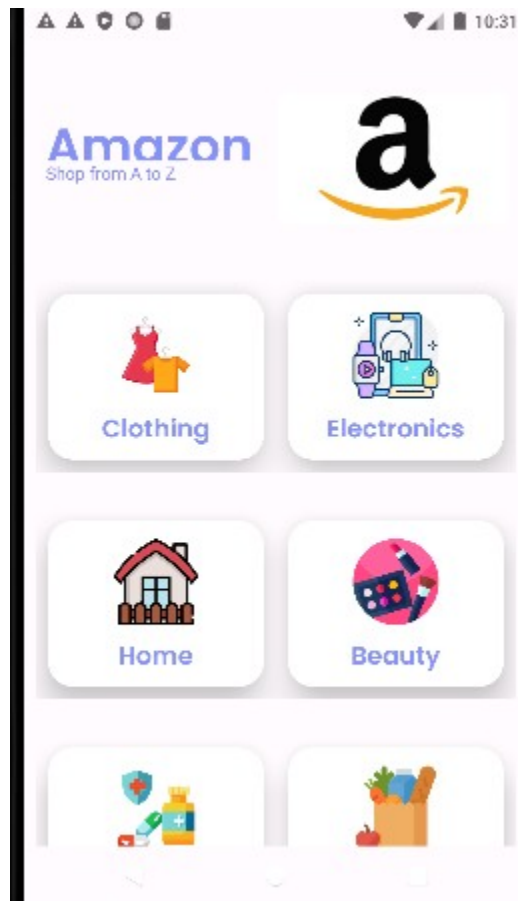 10:31
Amazon
Shop from A to Z
a
Clothing
Electronics
Home
Beauty